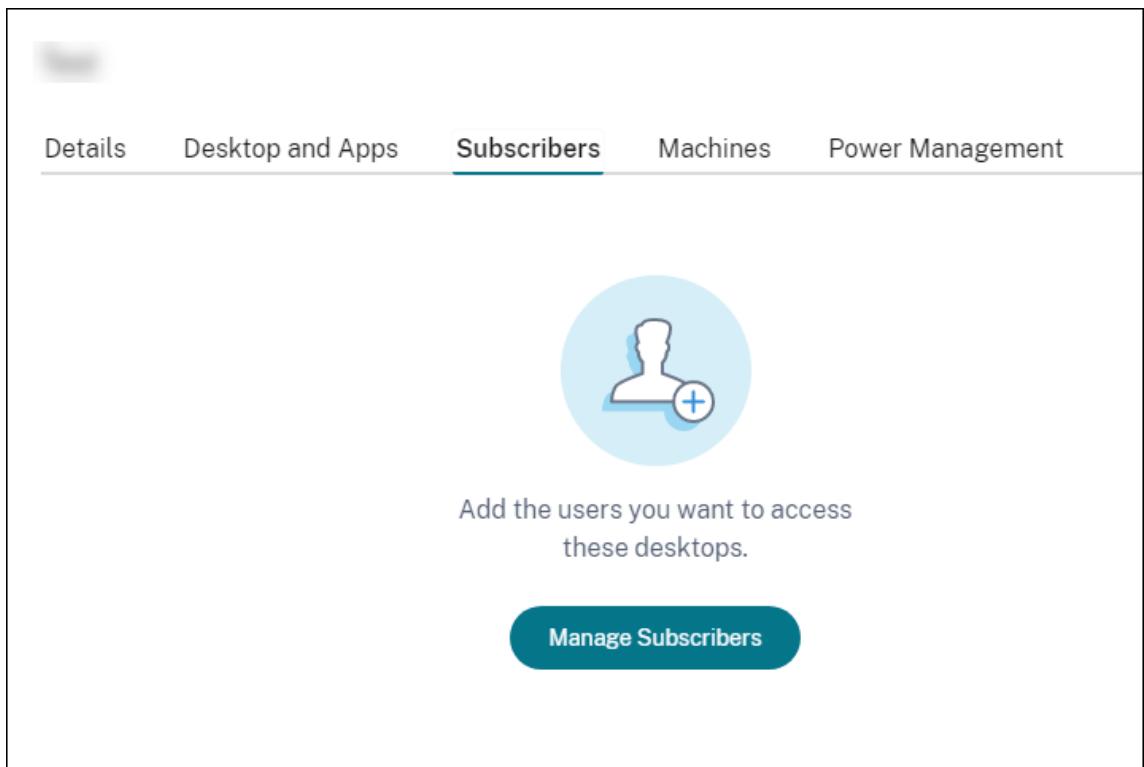 Details Desktop and Apps Subscribers Machines Power Management
Add the users you want to access
these desktops.
Manage Subscribers